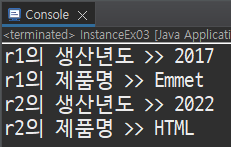 Console
<terminated> InstanceEx03 [Java Applicat
r1의 생산년도 >> 2017
r1의 제품명 >> Emmet
r2의 생산년도 >> 2022
r2의 제품명 >> HTML